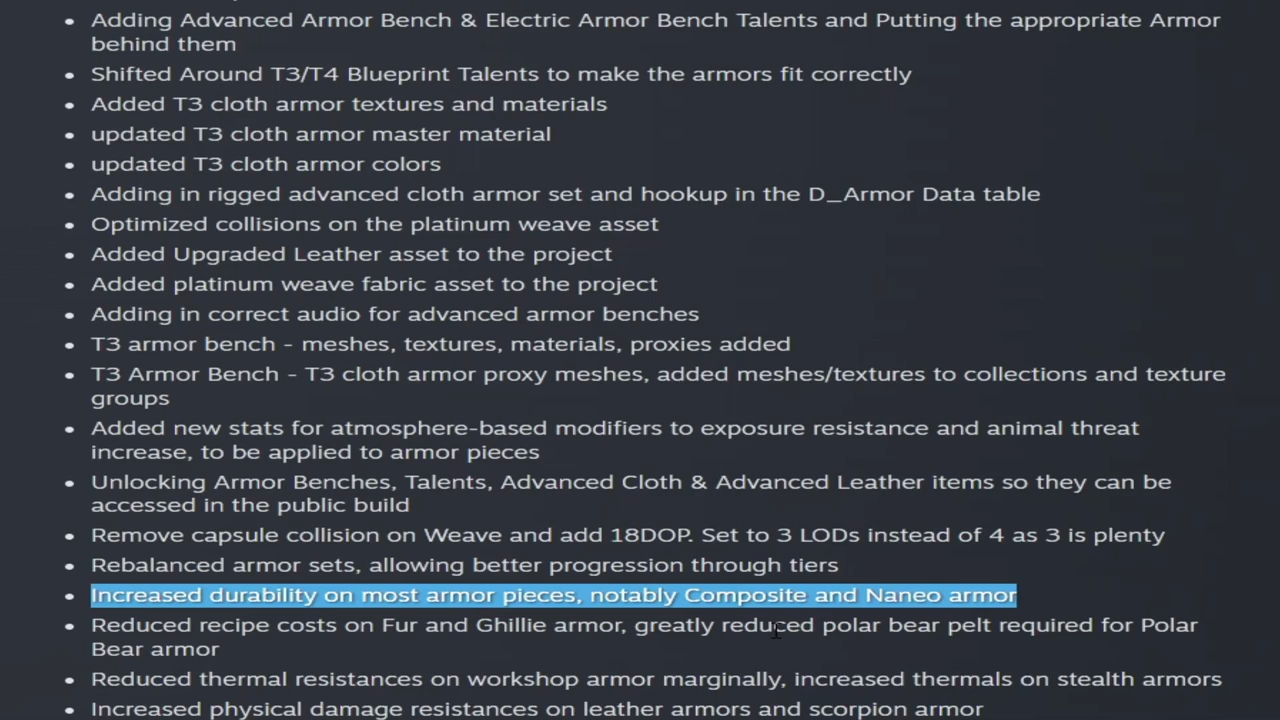 Adding Advanced Armor Bench & Electric Armor Bench Talents and Putting the appropriate Armor
behind them
Shifted Around T3/T4 Blueprint Talents to make the armors fit correctly
Added T3 cloth armor textures and materials
updated T3 cloth armor master material
updated T3 cloth armor colors
Adding in rigged advanced cloth armor set and hookup in the D_Armor Data table
Optimized collisions on the platinum weave asset
Added Upgraded Leather asset to the project
Added platinum weave fabric asset to the project
Adding in correct audio for advanced armor benches
T3 armor bench - meshes, textures, materials, proxies added
T3 Armor Bench - T3 cloth armor proxy meshes, added meshes/textures to collections and texture
groups
Added new stats for atmosphere-based modifiers to exposure resistance and animal threat
increase, to be applied to armor pieces
Unlocking Armor Benches, Talents, Advanced Cloth & Advanced Leather items so they can be
accessed in the public build
Remove capsule collision on Weave and add 18DOP. Set to 3 LODs instead of 4 as 3 is plenty
Rebalanced armor sets, allowing better progression through tiers
Increased durability on most armor pieces, notably Composite and Naneo armor
Reduced recipe costs on Fur and Ghillie armor, greatly reduced polar bear pelt required for Polar
Bear armor
Reduced thermal resistances on workshop armor marginally, increased thermals on stealth armors
Increased physical damage resistances on leather armors and scorpion armor